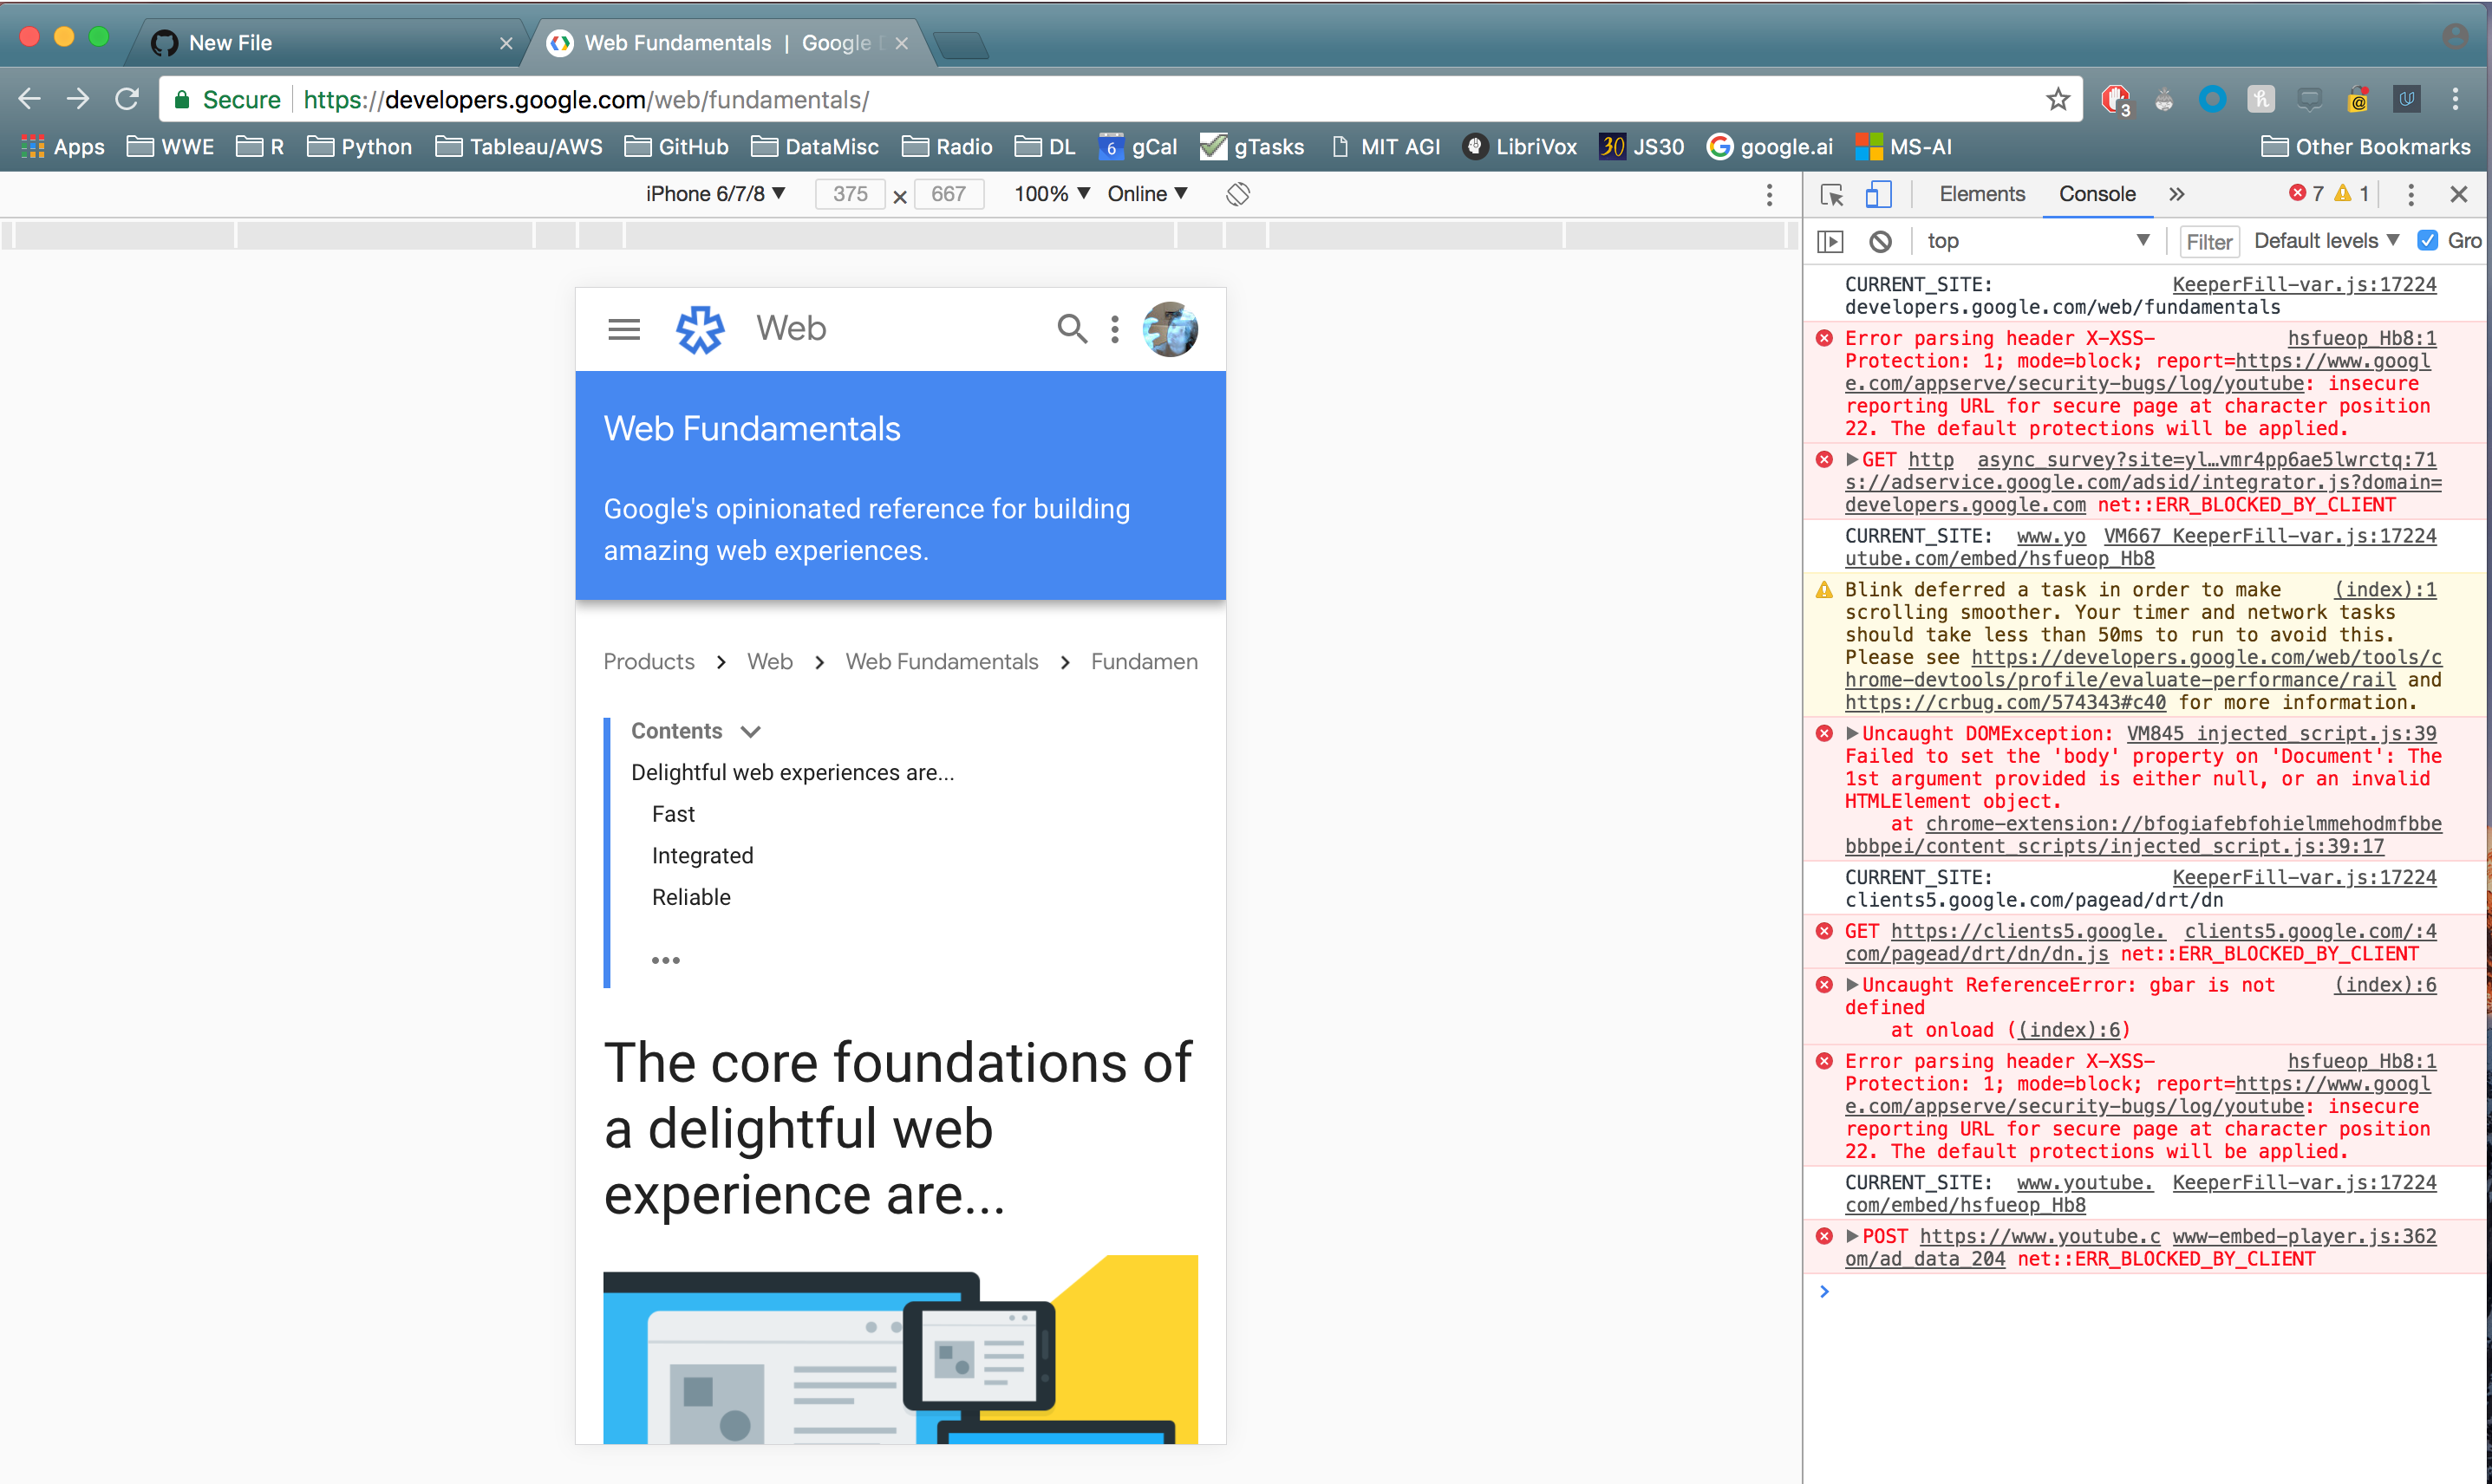 New File
Web Fundamentals | Google D
Secure https://developers.google.com/web/fundamentals/
3
Apps WWE R Python Tableau/AWS GitHub DataMisc Radio DL 6 gCal gTasks MIT AGI LibriVox 30 JS30 google.ai MS-AI Other Bookmarks
iPhone 6/7/8 ▼ 375 × 667 100% ▼ Online ▼
Web
Web Fundamentals
Google's opinionated reference for building
amazing web experiences.
Products > Web > Web Fundamentals > Fundamen
Contents
Delightful web experiences are...
Fast
Integrated
Reliable
•••
The core foundations of
a delightful web
experience are...
Elements Console » 7 1
top ▼ Filter Default levels ▼ Gro
CURRENT_SITE: KeeperFill-var.js:17224
developers.google.com/web/fundamentals
Error parsing header X-XSS- hsfueop_Hb8:1
Protection: 1; mode=block; report=https://www.googl
e.com/appserve/security-bugs/log/youtube: insecure
reporting URL for secure page at character position
22. The default protections will be applied.
▶GET http async_survey?site=yl…vmr4pp6ae5lwrctq:71
s://adservice.google.com/adsid/integrator.js?domain=
developers.google.com net::ERR_BLOCKED_BY_CLIENT
CURRENT_SITE: www.yo VM667 KeeperFill-var.js:17224
utube.com/embed/hsfueop_Hb8
Blink deferred a task in order to make (index):1
scrolling smoother. Your timer and network tasks
should take less than 50ms to run to avoid this.
Please see https://developers.google.com/web/tools/c
hrome-devtools/profile/evaluate-performance/rail and
https://crbug.com/574343#c40 for more information.
▶Uncaught DOMException: VM845 injected_script.js:39
Failed to set the 'body' property on 'Document': The
1st argument provided is either null, or an invalid
HTMLElement object.
at chrome-extension://bfogiafebfohielmmehodmfbbe
bbbpei/content_scripts/injected_script.js:39:17
CURRENT_SITE: KeeperFill-var.js:17224
clients5.google.com/pagead/drt/dn
GET https://clients5.google. clients5.google.com/:4
com/pagead/drt/dn/dn.js net::ERR_BLOCKED_BY_CLIENT
▶Uncaught ReferenceError: gbar is not (index):6
defined
at onload ((index):6)
Error parsing header X-XSS- hsfueop_Hb8:1
Protection: 1; mode=block; report=https://www.googl
e.com/appserve/security-bugs/log/youtube: insecure
reporting URL for secure page at character position
22. The default protections will be applied.
CURRENT_SITE: www.youtube. KeeperFill-var.js:17224
com/embed/hsfueop_Hb8
▶POST https://www.youtube.c www-embed-player.js:362
om/ad_data_204 net::ERR_BLOCKED_BY_CLIENT
>